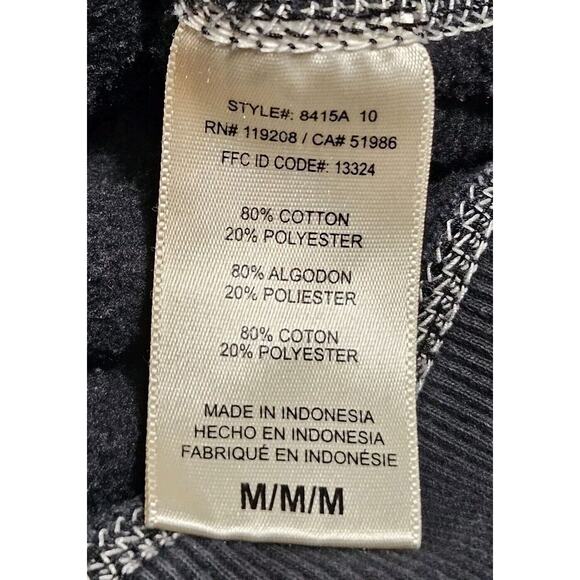 STYLE#: 8415A 10
RN# 119208 / CA# 51986
FFC ID CODE#: 13324
80% COTTON
20% POLYESTER
80% ALGODON
20% POLIESTER
80% COTON
20% POLYESTER
MADE IN INDONESIA
HECHO EN INDONESIA
FABRIQUÉ EN INDONÉSIE
M/M/M